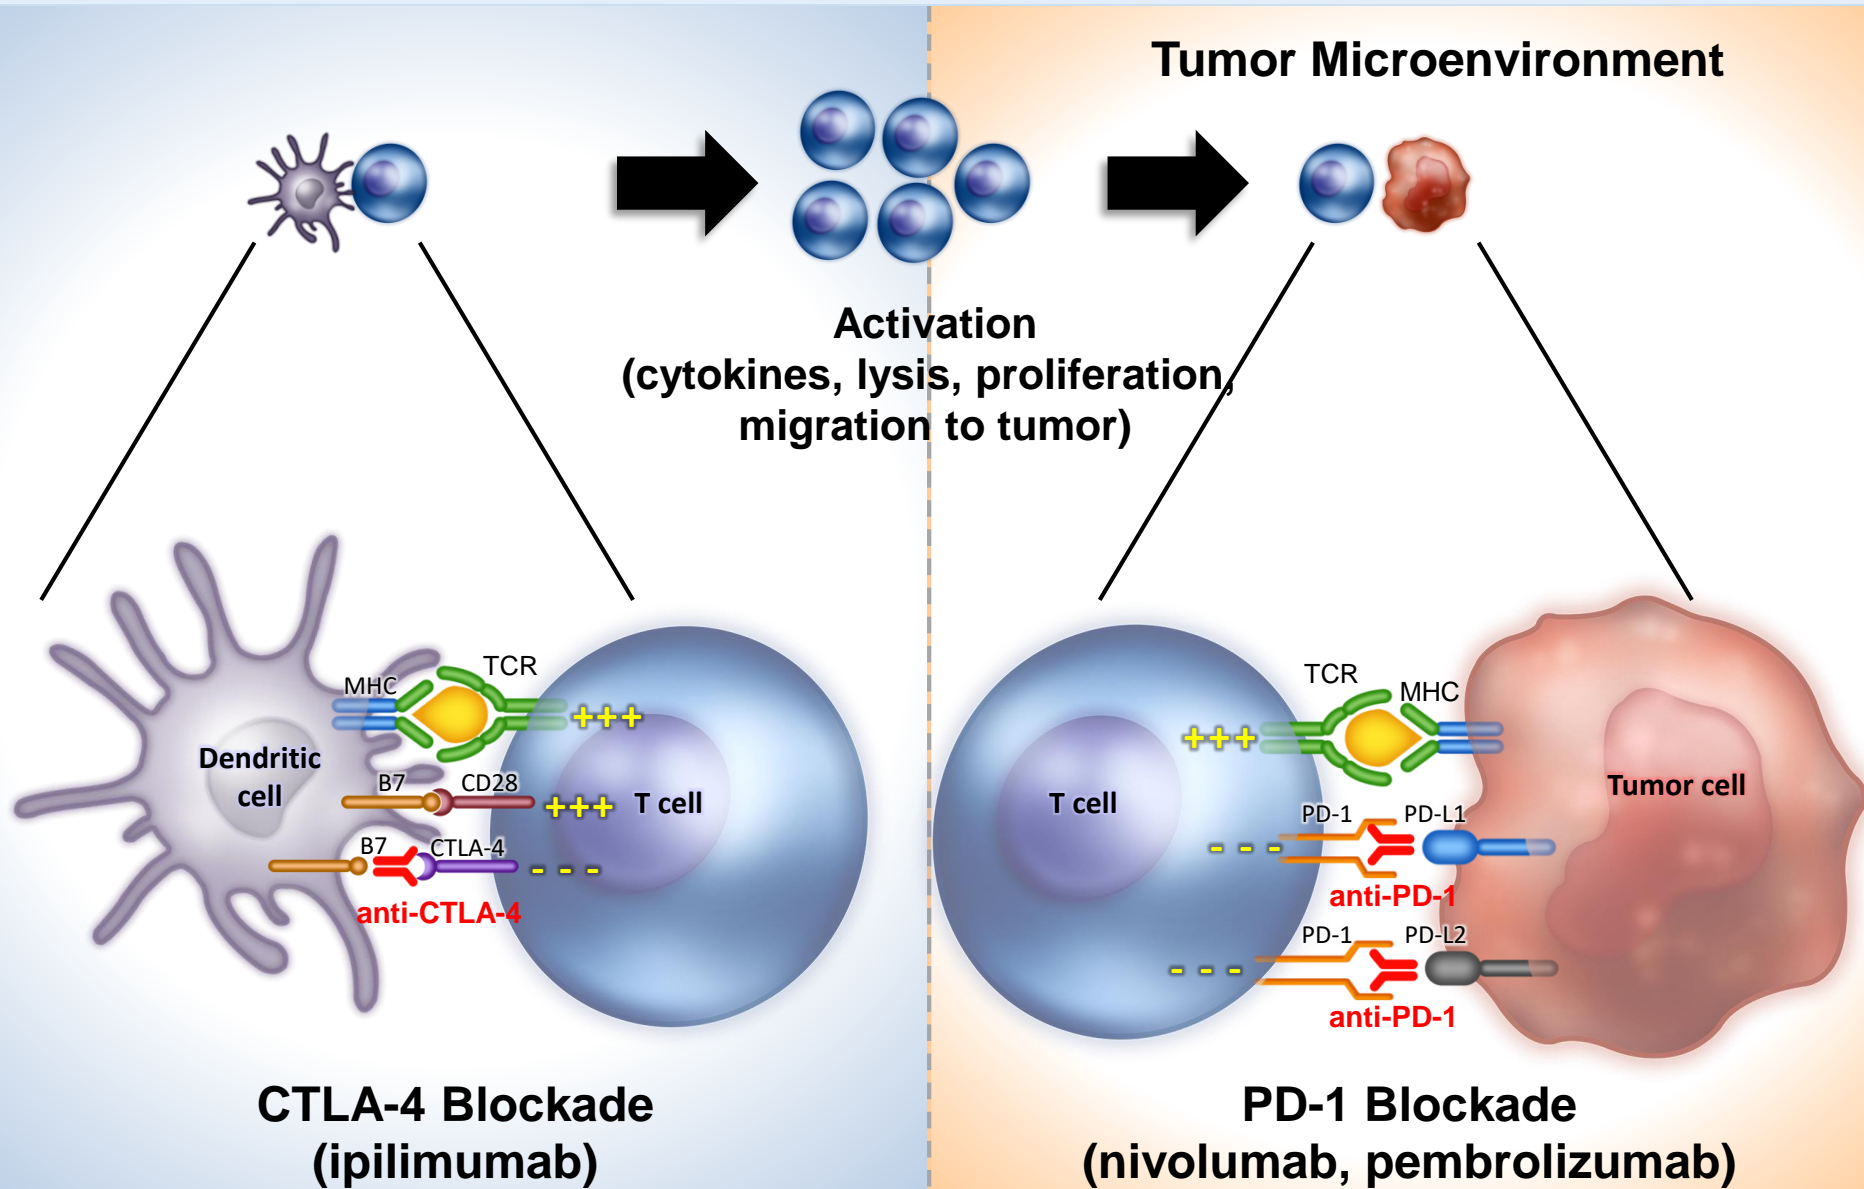 Tumor Microenvironment
Activation
(cytokines, lysis, proliferation,
migration to tumor)
MHC
TCR
+++
Dendritic
cell
B7
CD28
+++
T cell
B7
CTLA-4
- - -
anti-CTLA-4
CTLA-4 Blockade
(ipilimumab)
TCR
MHC
+++
T cell
Tumor cell
PD-1
PD-L1
- - -
anti-PD-1
PD-1
PD-L2
- - -
anti-PD-1
PD-1 Blockade
(nivolumab, pembrolizumab)